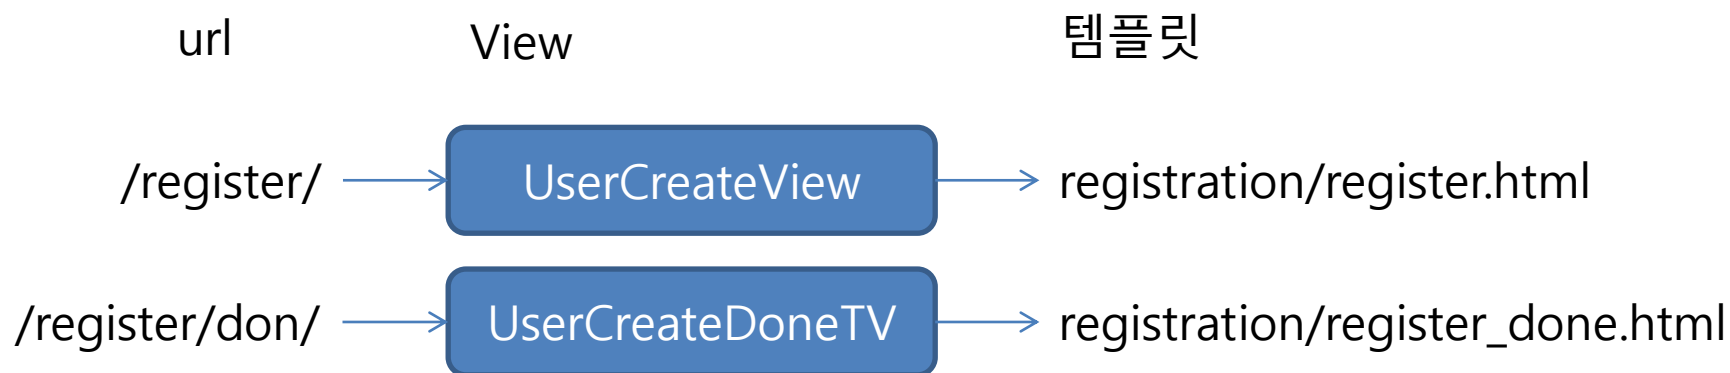 url View 템플릿
/register/ UserCreateView registration/register.html
/register/don/ UserCreateDoneTV registration/register_done.html